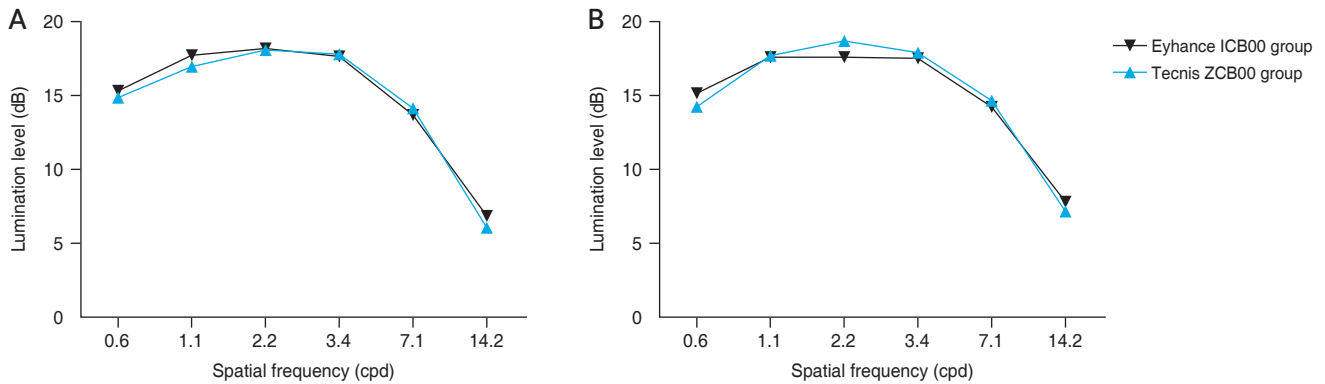 A
20
15
10
5
0
Lumination level (dB)
0.6 1.1 2.2 3.4 7.1 14.2
Spatial frequency (cpd)
B
20
15
10
5
0
Lumination level (dB)
0.6 1.1 2.2 3.4 7.1 14.2
Spatial frequency (cpd)
Eyhance ICB00 group
Tecnis ZCB00 group